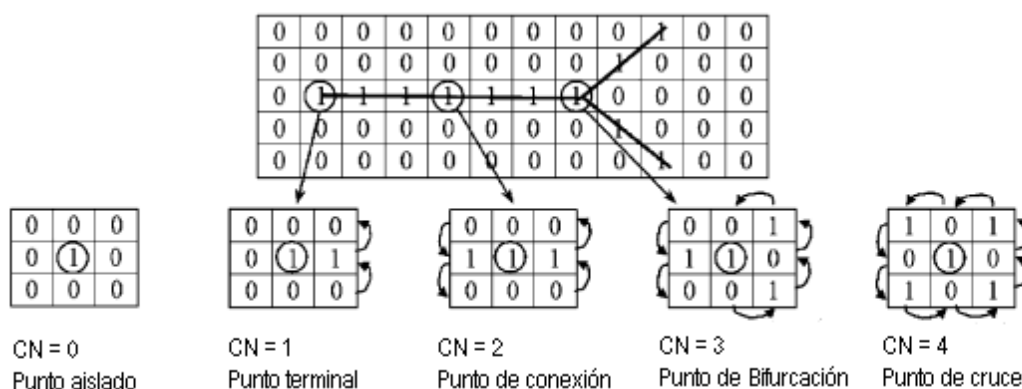 0 0 0 0 0 0 0 0 0 1 0 0
0 0 0 0 0 0 0 0 1 0 0 0
0 1 1 1 1 1 1 1 0 0 0 0
0 0 0 0 0 0 0 0 1 0 0 0
0 0 0 0 0 0 0 0 0 1 0 0
0 0 0 0 0 0 0 0 0 0 0 1 1 0 1
0 1 0 0 1 1 1 1 1 1 1 0 0 1 0
0 0 0 0 0 0 0 0 0 0 0 1 1 0 1
CN = 0 CN = 1 CN = 2 CN = 3 CN = 4
Punto aislado Punto terminal Punto de conexión Punto de Bifurcación Punto de cruce